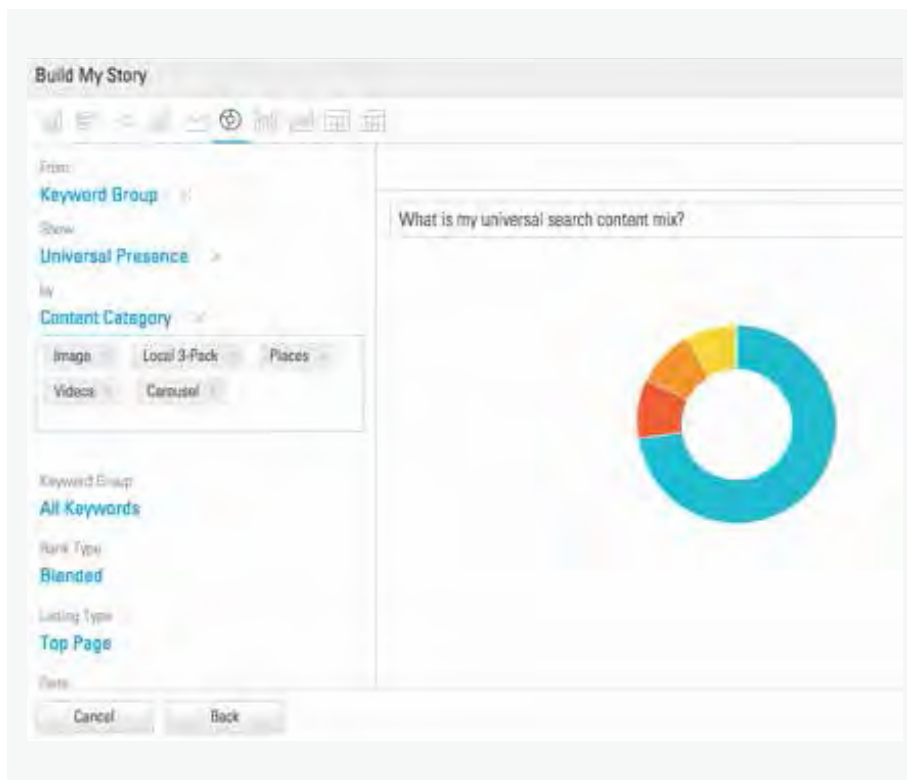 Build My Story
From
Keyword Group
Show
Universal Presence
by
Content Category
Image Local 3-Pack Places
Videos Carousel
Keyword Group
All Keywords
Rank Type
Blended
Listing Type
Top Page
Date
Cancel Back
What is my universal search content mix?